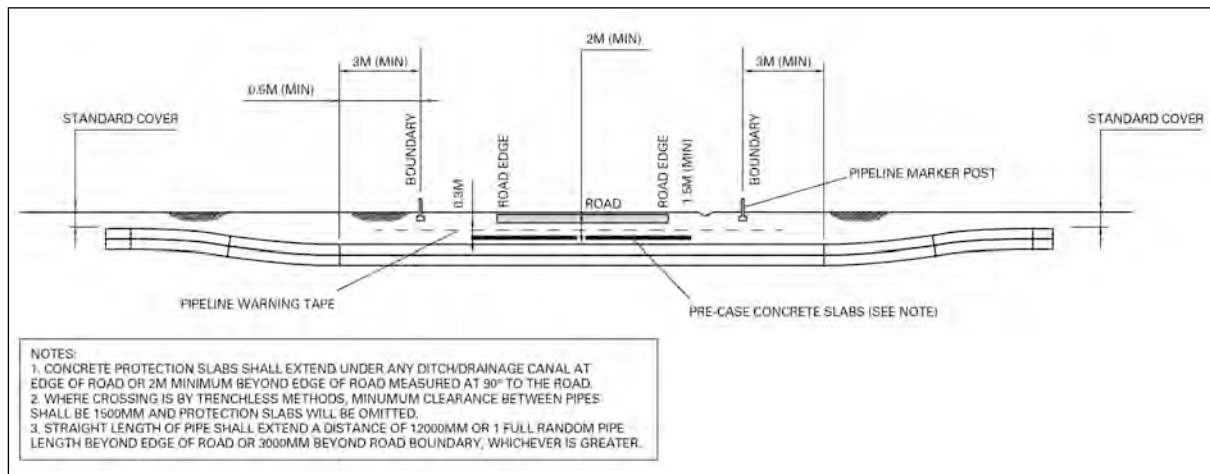 2M (MIN)
3M (MIN)
3M (MIN)
0.5M (MIN)
STANDARD COVER
STANDARD COVER
BOUNDARY
0.3M
ROAD EDGE
ROAD
ROAD EDGE
1.5M (MIN)
BOUNDARY
PIPELINE MARKER POST
PIPELINE WARNING TAPE
PRE-CASE CONCRETE SLABS (SEE NOTE)
NOTES:
1. CONCRETE PROTECTION SLABS SHALL EXTEND UNDER ANY DITCH/DRAINAGE CANAL AT
EDGE OF ROAD OR 2M MINIMUM BEYOND EDGE OF ROAD MEASURED AT 90° TO THE ROAD.
2. WHERE CROSSING IS BY TRENCHLESS METHODS, MINUMUM CLEARANCE BETWEEN PIPES
SHALL BE 1500MM AND PROTECTION SLABS WILL BE OMITTED.
3. STRAIGHT LENGTH OF PIPE SHALL EXTEND A DISTANCE OF 12000MM OR 1 FULL RANDOM PIPE
LENGTH BEYOND EDGE OF ROAD OR 3000MM BEYOND ROAD BOUNDARY, WHICHEVER IS GREATER.